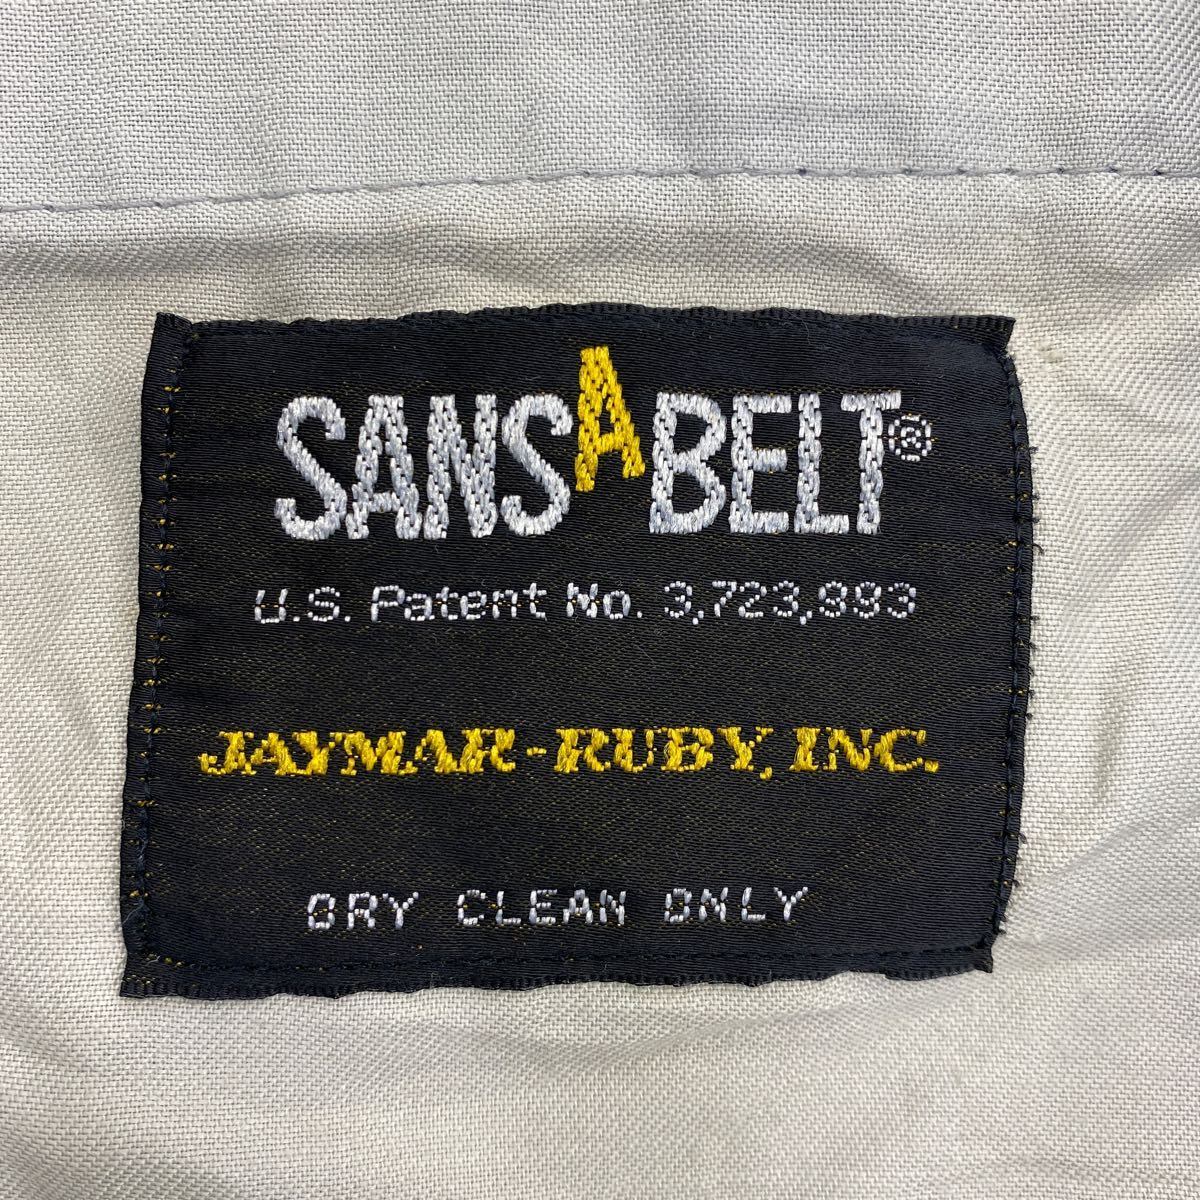 SANSABELT®
U.S. Patent No. 3,723,993
JAYMAR-RUBY, INC.
DRY CLEAN ONLY